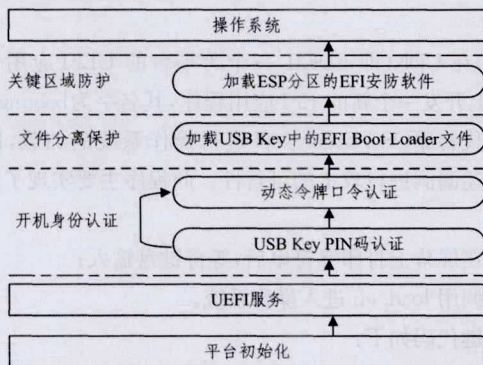 操作系统
关键区域防护
加载ESP分区的EFI安防软件
文件分离保护
加载USB Key中的EFI Boot Loader文件
动态令牌口令认证
开机身份认证
USB Key PIN码认证
UEFI服务
平台初始化